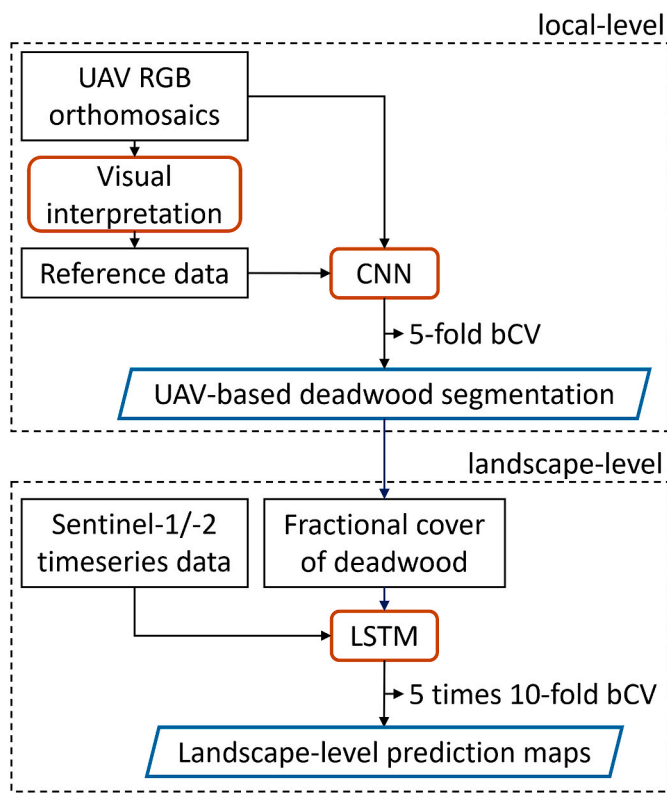 local-level
UAV RGB
orthomosaics
Visual
interpretation
Reference data
CNN
5-fold bCV
UAV-based deadwood segmentation
landscape-level
Sentinel-1/-2
timeseries data
Fractional cover
of deadwood
LSTM
5 times 10-fold bCV
Landscape-level prediction maps